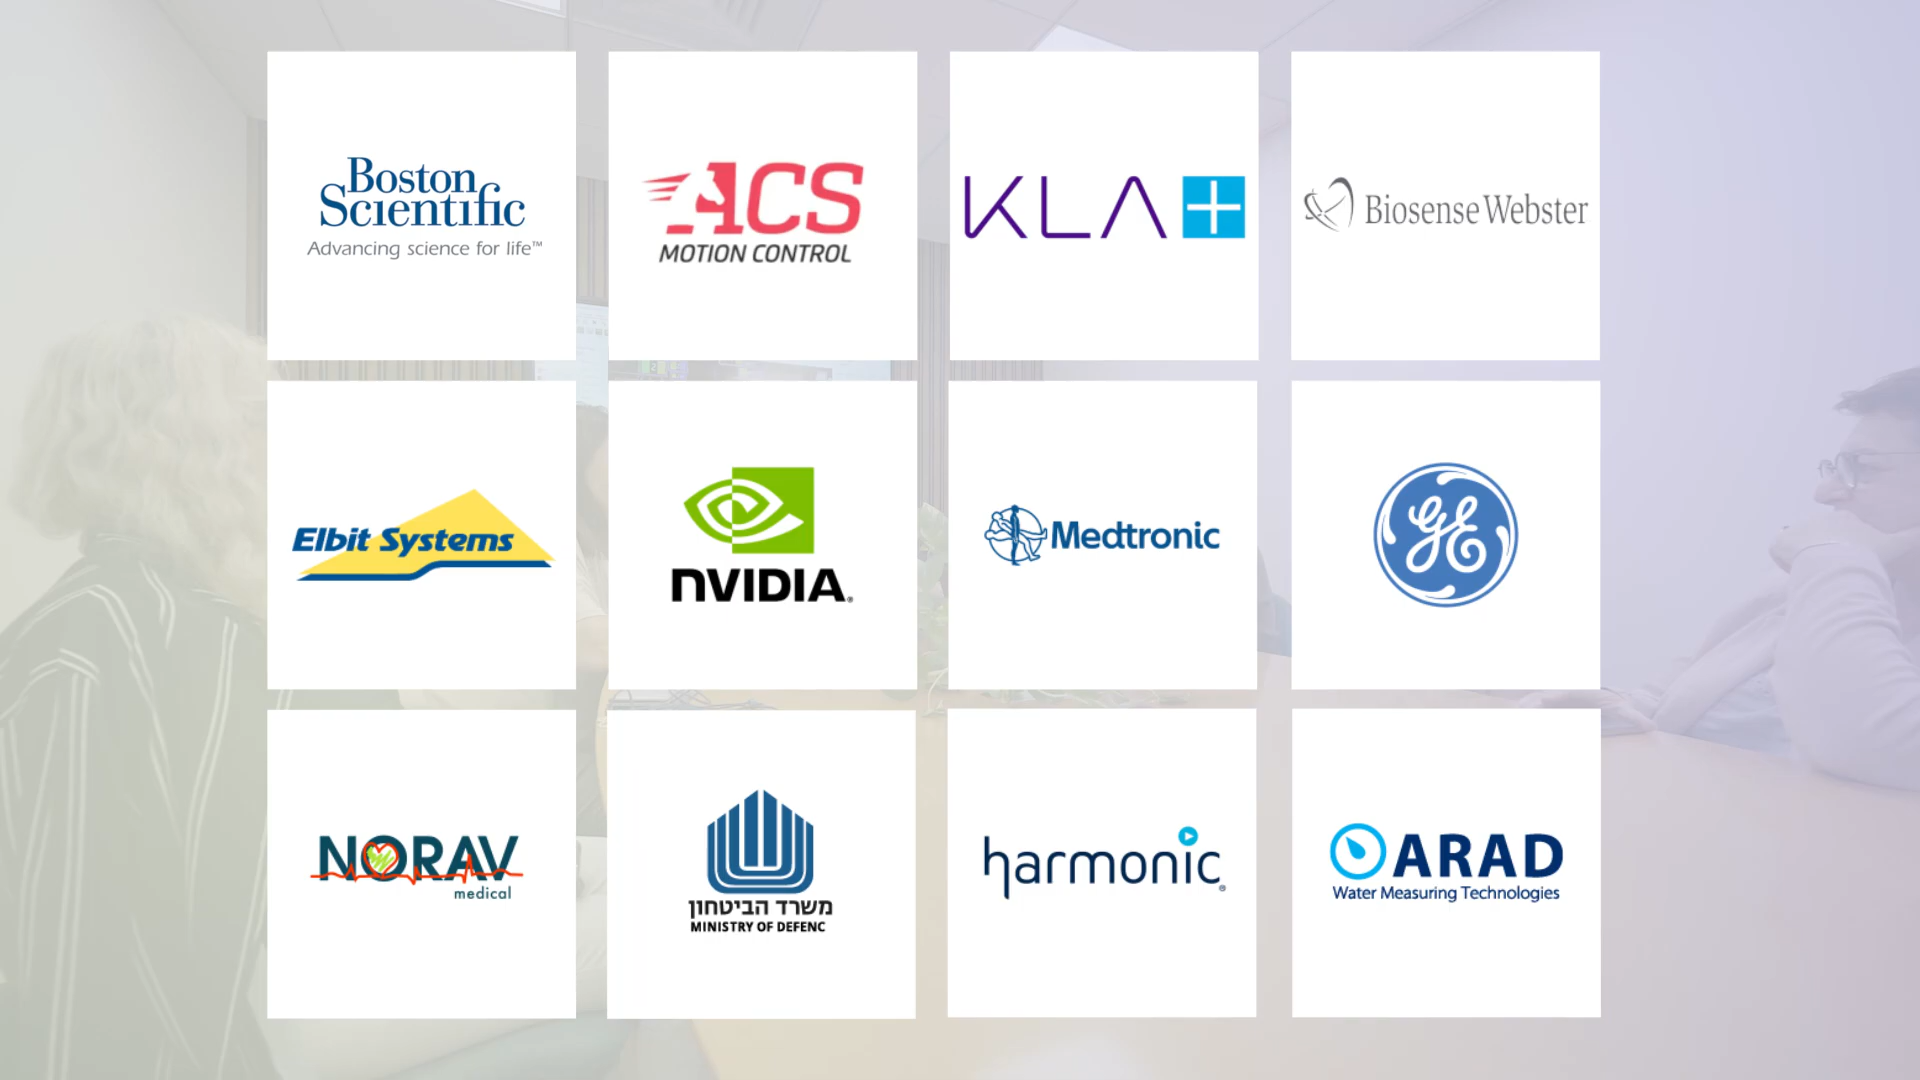 Boston
Scientific
Advancing science for life™
ACS
MOTION CONTROL
KLA+
Biosense Webster
Elbit Systems
NVIDIA®
Medtronic
GE
NORAV
medical
משרד הביטחון
MINISTRY OF DEFENC
harmonic®
ARAD
Water Measuring Technologies